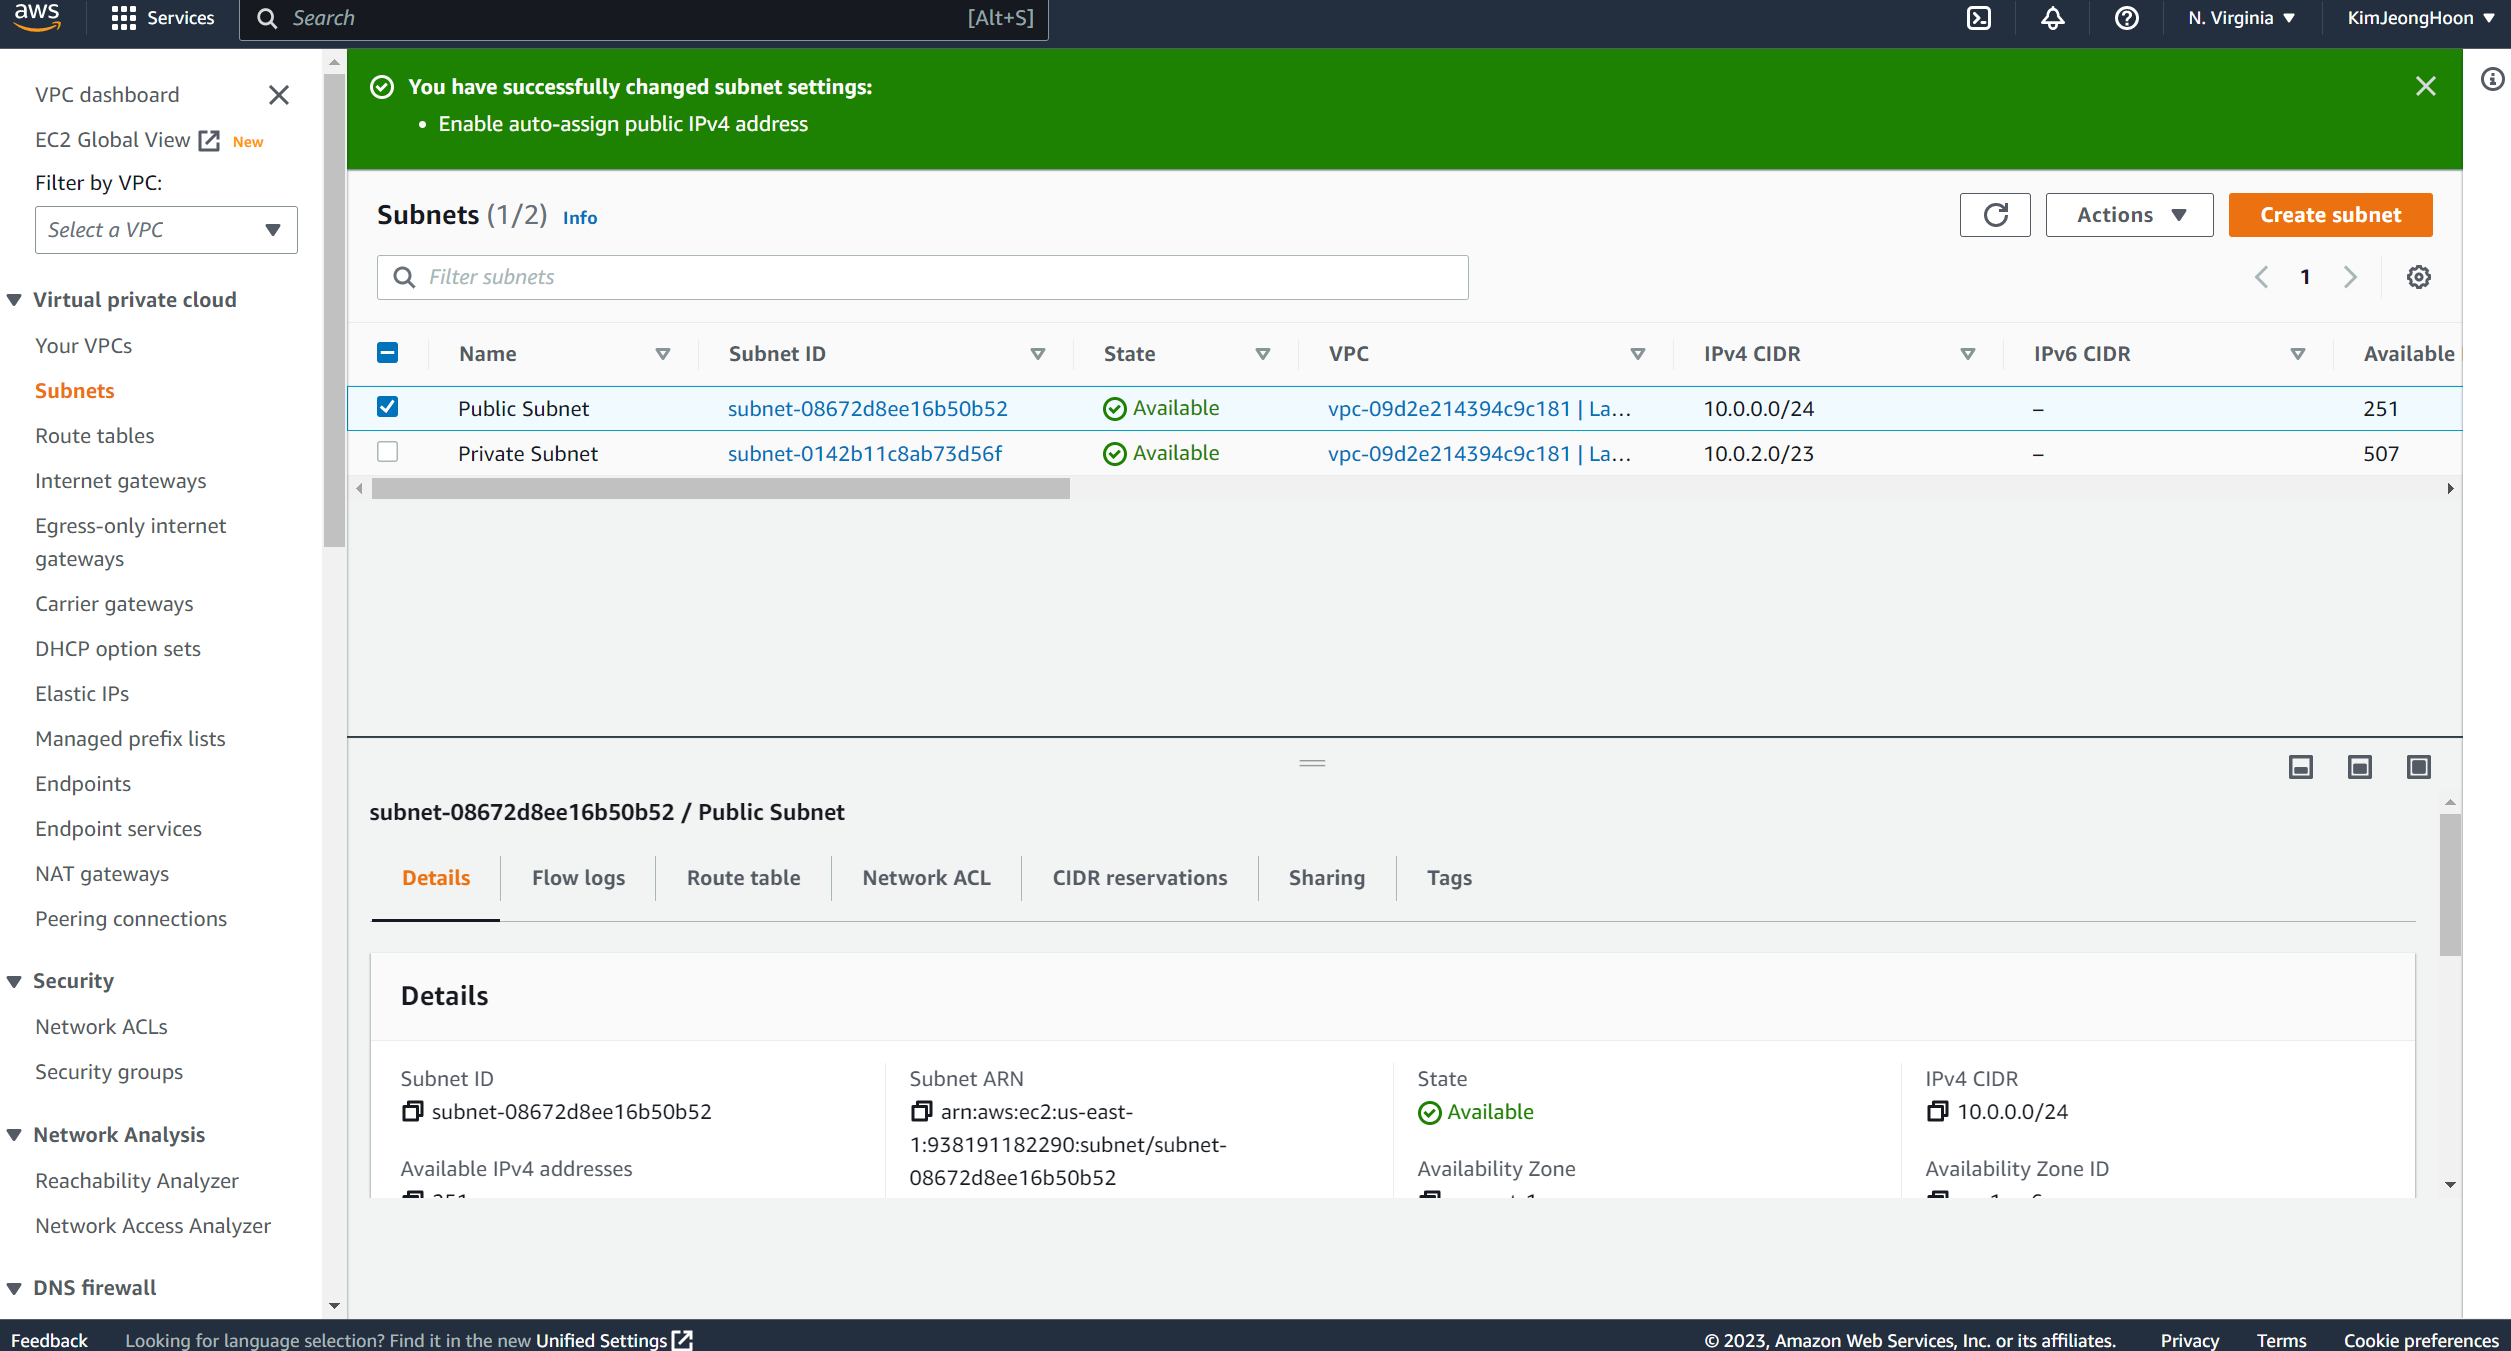 aws
Services
Search
[Alt+S]
N. Virginia
KimJeongHoon
VPC dashboard
EC2 Global View
New
Filter by VPC:
Select a VPC
Virtual private cloud
Your VPCs
Subnets
Route tables
Internet gateways
Egress-only internet
gateways
Carrier gateways
DHCP option sets
Elastic IPs
Managed prefix lists
Endpoints
Endpoint services
NAT gateways
Peering connections
Security
Network ACLs
Security groups
Network Analysis
Reachability Analyzer
Network Access Analyzer
DNS firewall
You have successfully changed subnet settings:
• Enable auto-assign public IPv4 address
Subnets (1/2) Info
Actions
Create subnet
Filter subnets
1
Name Subnet ID State VPC IPv4 CIDR IPv6 CIDR Available
Public Subnet subnet-08672d8ee16b50b52 Available vpc-09d2e214394c9c181 | La... 10.0.0.0/24 – 251
Private Subnet subnet-0142b11c8ab73d56f Available vpc-09d2e214394c9c181 | La... 10.0.2.0/23 – 507
subnet-08672d8ee16b50b52 / Public Subnet
Details Flow logs Route table Network ACL CIDR reservations Sharing Tags
Details
Subnet ID
subnet-08672d8ee16b50b52
Available IPv4 addresses
Subnet ARN
arn:aws:ec2:us-east-
1:938191182290:subnet/subnet-
08672d8ee16b50b52
State
Available
Availability Zone
IPv4 CIDR
10.0.0.0/24
Availability Zone ID
Feedback
Looking for language selection? Find it in the new Unified Settings
© 2023, Amazon Web Services, Inc. or its affiliates.
Privacy
Terms
Cookie preferences